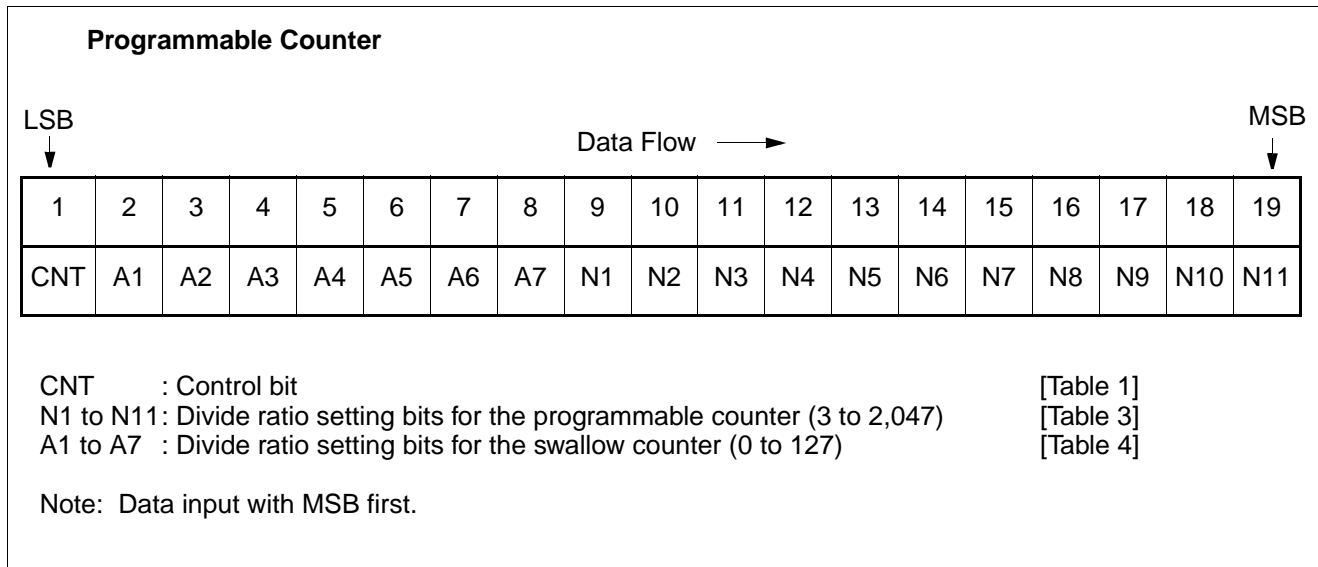 Programmable Counter
LSB
MSB
Data Flow
1 2 3 4 5 6 7 8 9 10 11 12 13 14 15 16 17 18 19
CNT A1 A2 A3 A4 A5 A6 A7 N1 N2 N3 N4 N5 N6 N7 N8 N9 N10 N11
CNT : Control bit [Table 1]
N1 to N11: Divide ratio setting bits for the programmable counter (3 to 2,047) [Table 3]
A1 to A7 : Divide ratio setting bits for the swallow counter (0 to 127) [Table 4]
Note: Data input with MSB first.